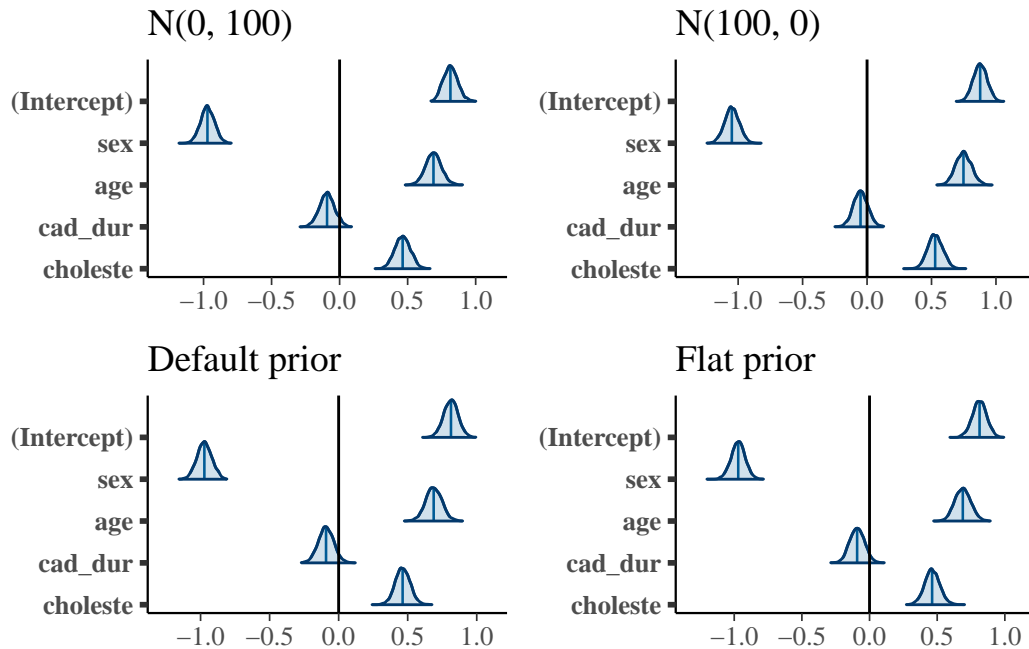 N(0, 100)
(Intercept)
sex
age
cad_dur
choleste
−1.0 −0.5 0.0 0.5 1.0
N(100, 0)
(Intercept)
sex
age
cad_dur
choleste
−1.0 −0.5 0.0 0.5 1.0
Default prior
(Intercept)
sex
age
cad_dur
choleste
−1.0 −0.5 0.0 0.5 1.0
Flat prior
(Intercept)
sex
age
cad_dur
choleste
−1.0 −0.5 0.0 0.5 1.0